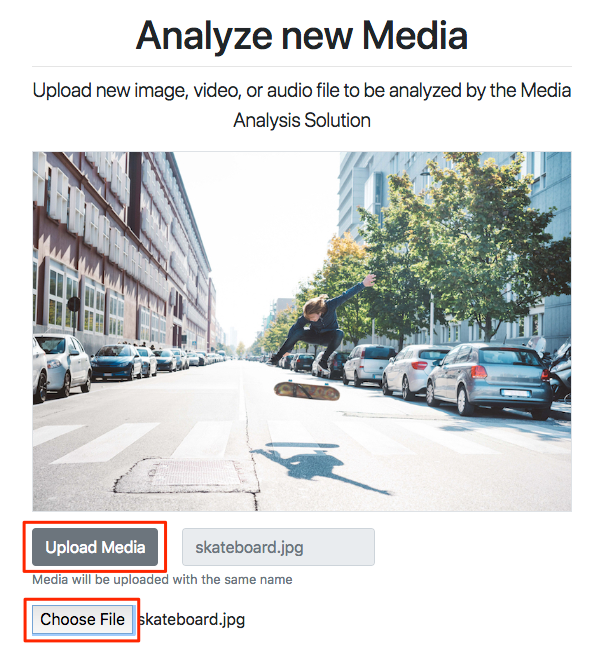 Analyze new Media
Upload new image, video, or audio file to be analyzed by the Media
Analysis Solution
Upload Media
skateboard.jpg
Media will be uploaded with the same name
Choose File
skateboard.jpg